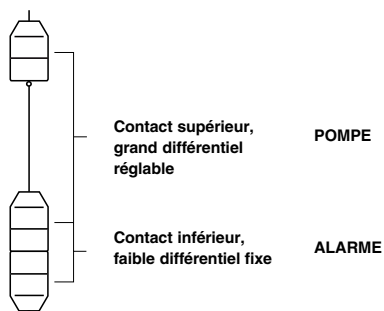 Contact supérieur,
grand différentiel
réglable
POMPE
Contact inférieur,
faible différentiel fixe
ALARME